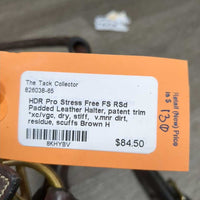 The Tack Collector
626038-65
HDR Pro Stress Free FS RSd
Padded Leather Halter, patent trim
*xc/vgc, dry, stiff, v.mnr dirt,
residue, scuffs Brown H
8KHYBV
$84.50
Retail (New) Price
is $ 130